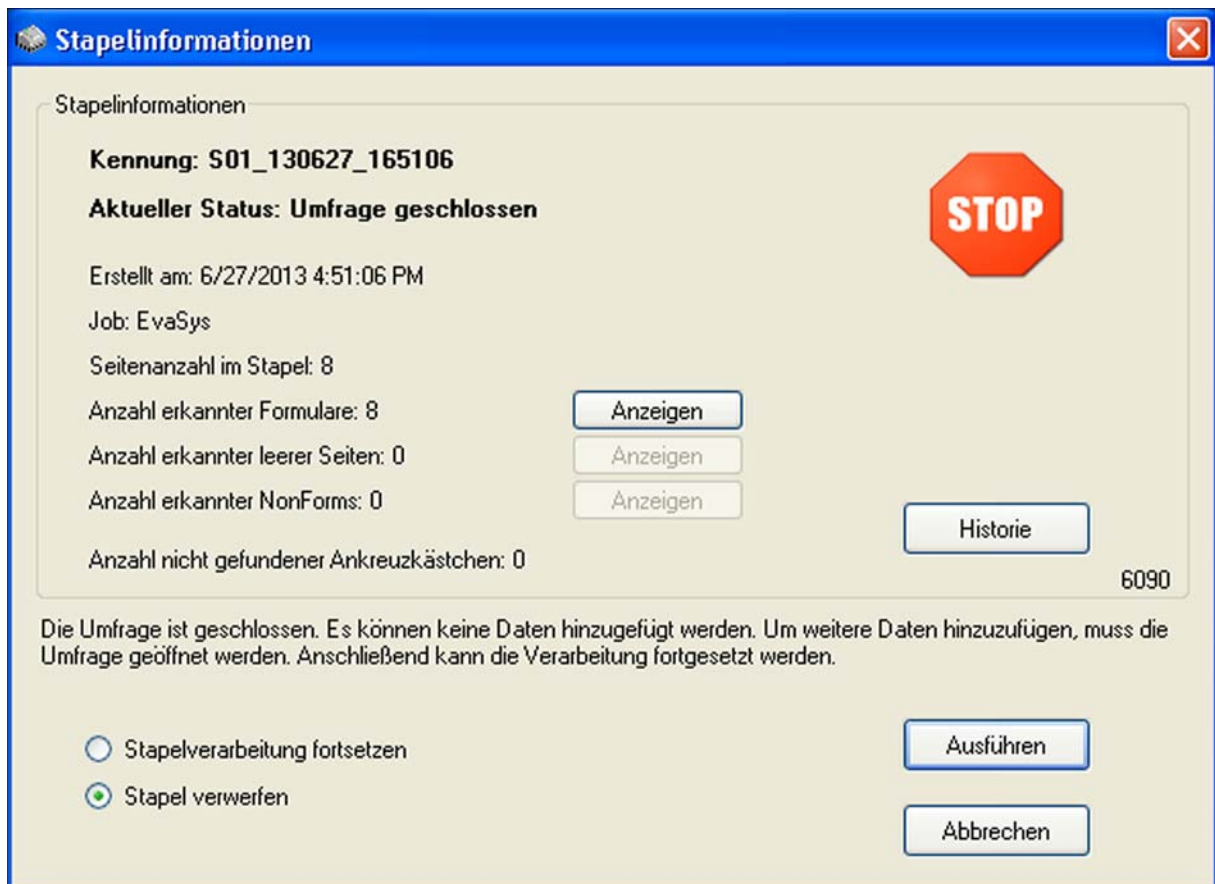 Stapelinformationen
Stapelinformationen
Kennung: S01_130627_165106
STOP
Aktueller Status: Umfrage geschlossen
Erstellt am: 6/27/2013 4:51:06 PM
Job: EvaSys
Seitenanzahl im Stapel: 8
Anzahl erkannter Formulare: 8 Anzeigen
Anzahl erkannter leerer Seiten: 0 Anzeigen
Anzahl erkannter NonForms: 0 Anzeigen
Historie
Anzahl nicht gefundener Ankreuzkästchen: 0
6090
Die Umfrage ist geschlossen. Es können keine Daten hinzugefügt werden. Um weitere Daten hinzuzufügen, muss die
Umfrage geöffnet werden. Anschließend kann die Verarbeitung fortgesetzt werden.
Stapelverarbeitung fortsetzen Ausführen
Stapel verwerfen
Abbrechen